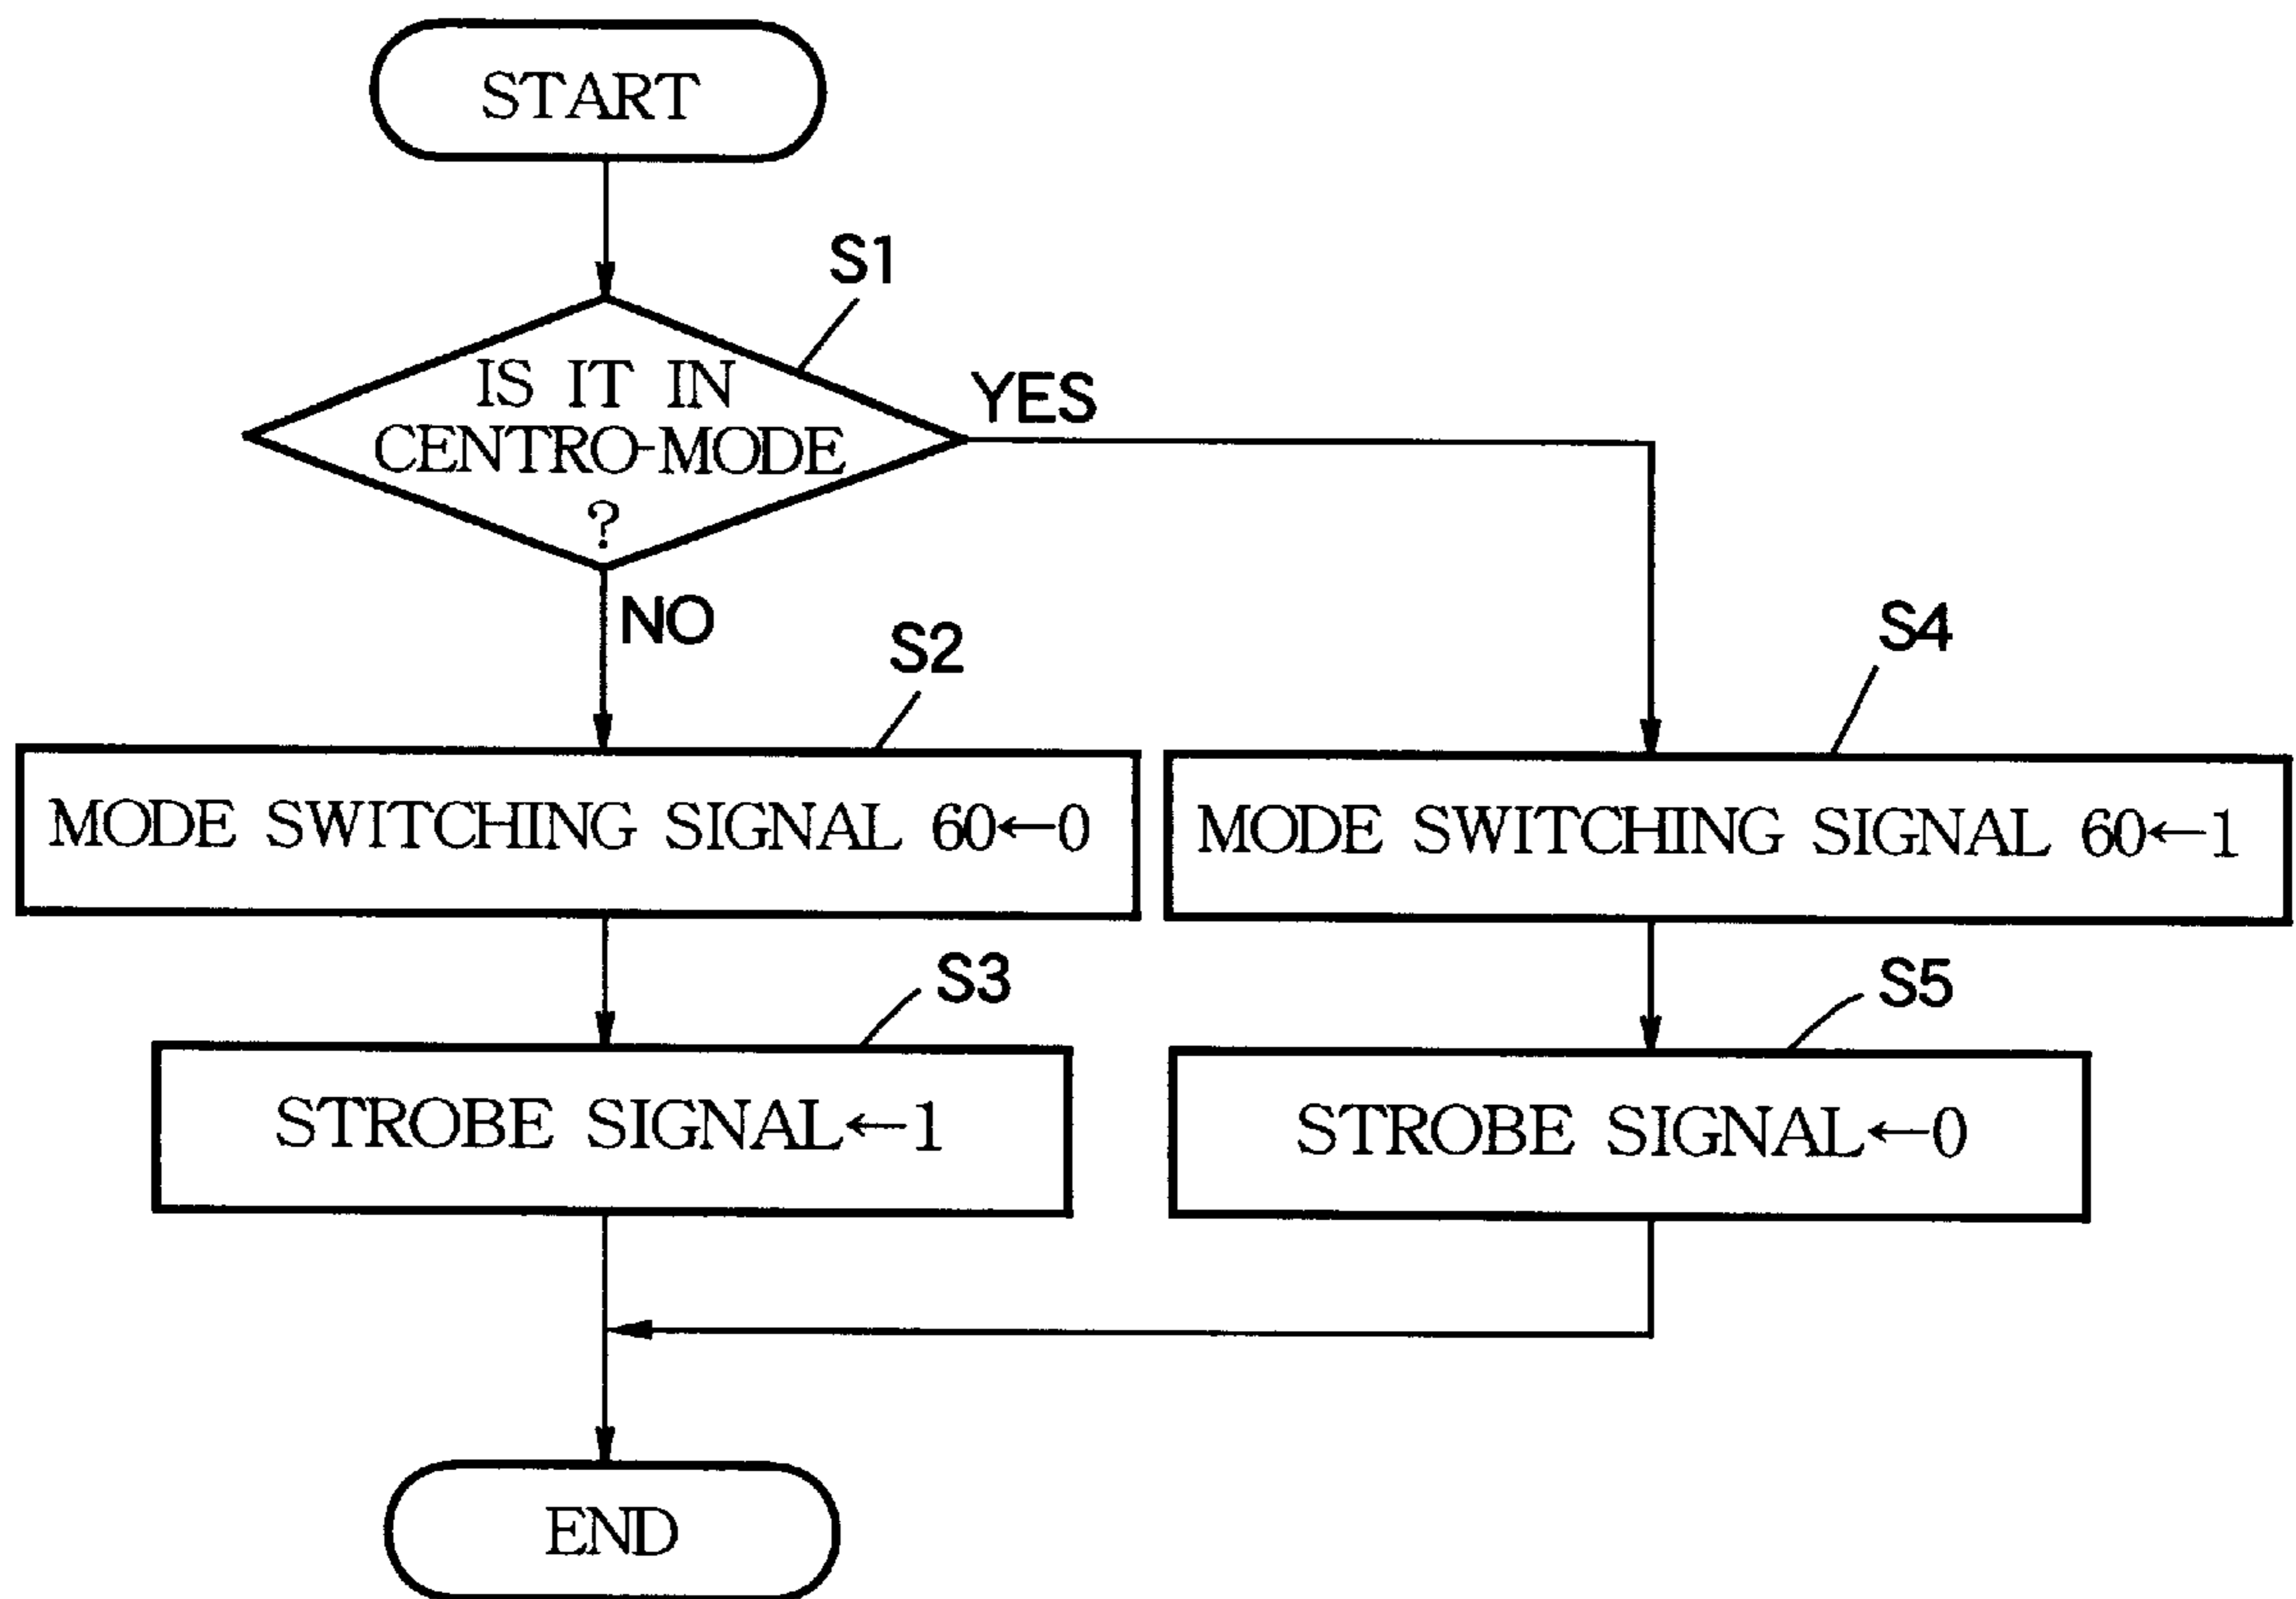 START
S1
IS IT IN
CENTRO-MODE
?
YES
NO
S2
S4
MODE SWITCHING SIGNAL 60←0
MODE SWITCHING SIGNAL 60←1
S3
S5
STROBE SIGNAL←1
STROBE SIGNAL←0
END